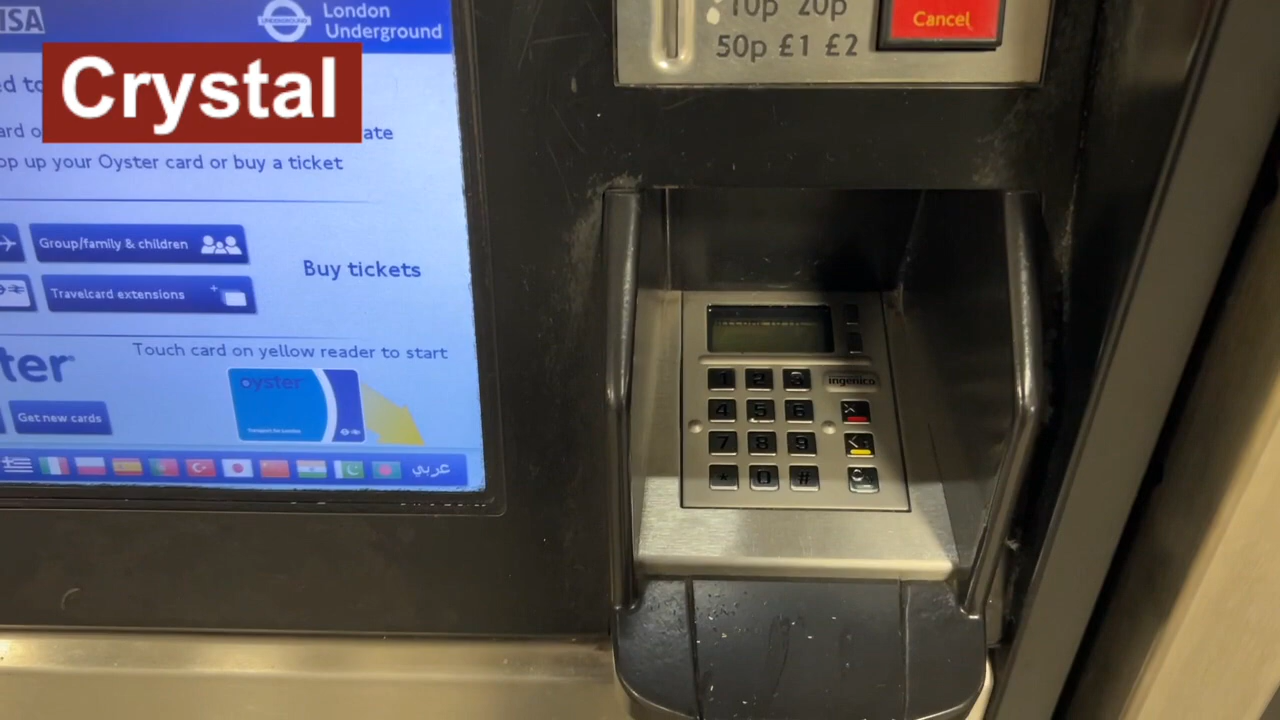 VISA
UNDERGROUND
London
Underground
Crystal
ate
op up your Oyster card or buy a ticket
Group/family & children
Travelcard extensions
Buy tickets
Touch card on yellow reader to start
oyster
Get new cards
عربي
10p 20p
50p £1 £2
Cancel
ingenico
1 2 3
4 5 6
7 8 9
* 0 #